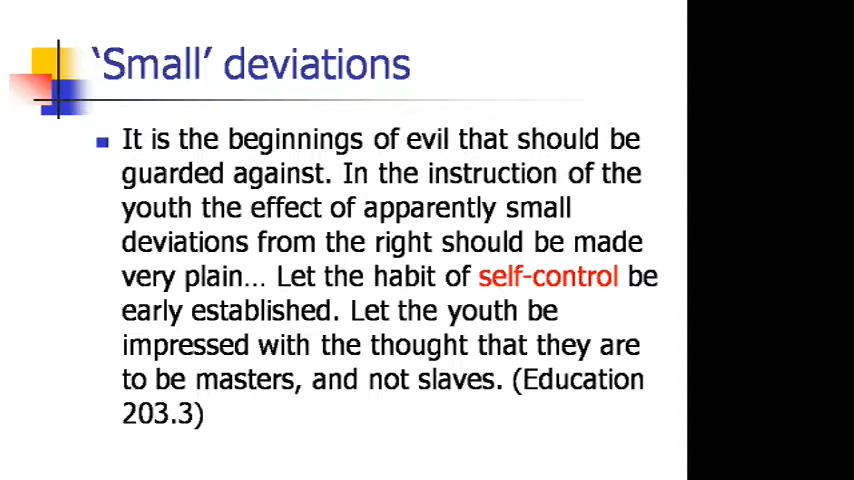 ‘Small’ deviations
It is the beginnings of evil that should be
guarded against. In the instruction of the
youth the effect of apparently small
deviations from the right should be made
very plain… Let the habit of self-control be
early established. Let the youth be
impressed with the thought that they are
to be masters, and not slaves. (Education
203.3)